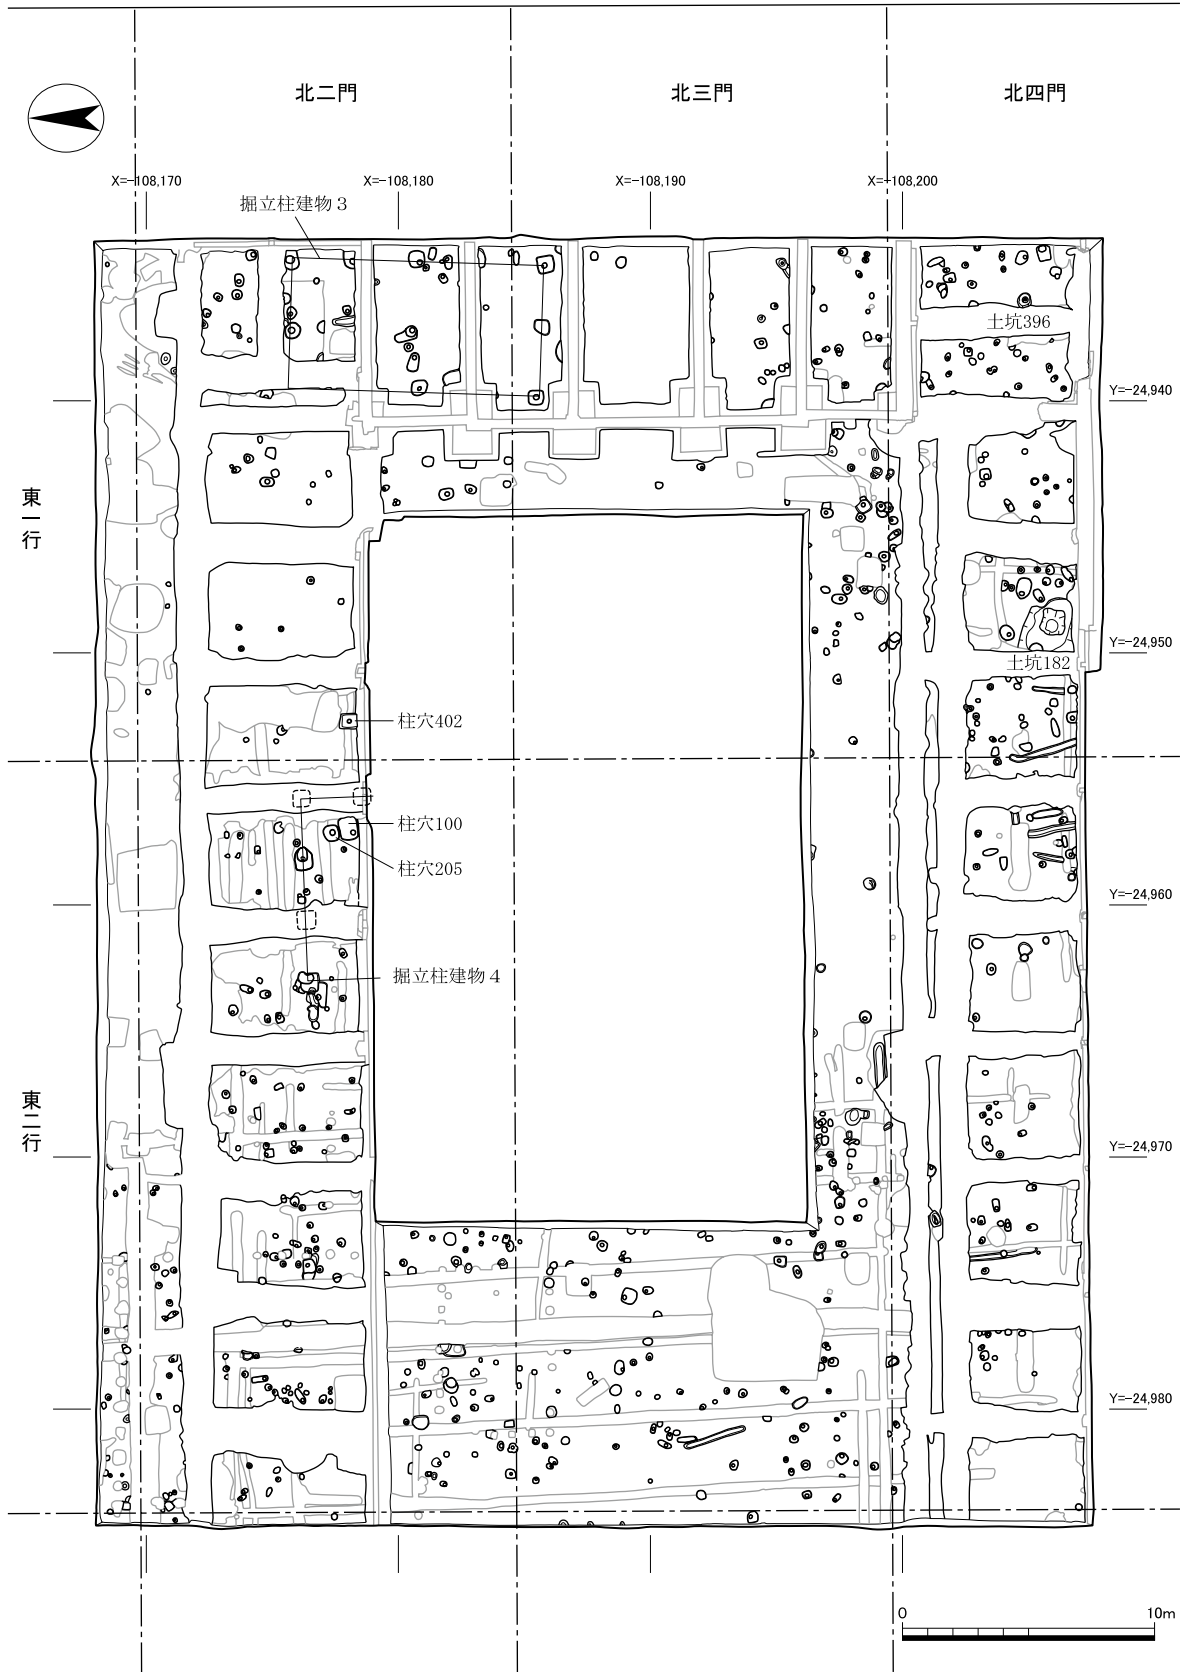 北二門
北三門
北四門
X=-108,170
X=-108,180
X=-108,190
X=-108,200
掘立柱建物3
土坑396
Y=-24,940
東一行
Y=-24,950
土坑182
柱穴402
柱穴100
柱穴205
Y=-24,960
掘立柱建物4
東二行
Y=-24,970
Y=-24,980
0
10m